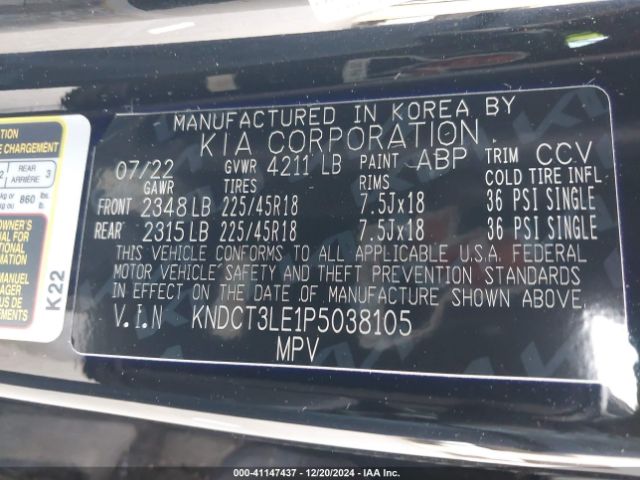 MANUFACTURED IN KOREA BY
KIA CORPORATION
07/22 GVWR 4211 LB PAINT ABP TRIM CCV
GAWR TIRES RIMS COLD TIRE INFL
FRONT 2348 LB 225/45R18 7.5Jx18 36 PSI SINGLE
REAR 2315 LB 225/45R18 7.5Jx18 36 PSI SINGLE
THIS VEHICLE CONFORMS TO ALL APPLICABLE U.S.A. FEDERAL
MOTOR VEHICLE SAFETY AND THEFT PREVENTION STANDARDS
IN EFFECT ON THE DATE OF MANUFACTURE SHOWN ABOVE.
V.I.N KNDCT3LE1P5038105
MPV
E CHARGEMENT
2 REAR 3
ARRIÈRE
kg or 860 lbs.
OWNER'S
K22
000-41147437 - 12/20/2024 - IAA Inc.